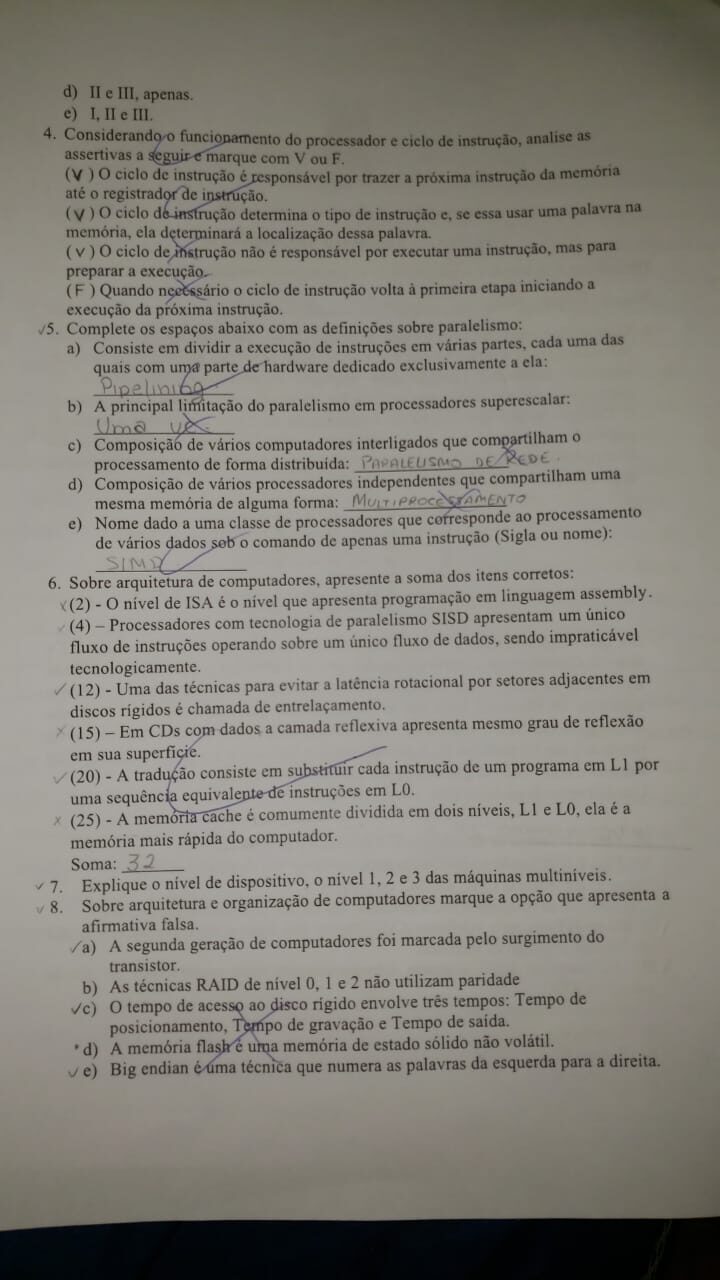 d) II e III, apenas.
e) I, II e III.
4. Considerando o funcionamento do processador e ciclo de instrução, analise as
assertivas a seguir e marque com V ou F.
(V) O ciclo de instrução é responsável por trazer a próxima instrução da memória
até o registrador de instrução.
(V) O ciclo de instrução determina o tipo de instrução e, se essa usar uma palavra na
memória, ela determinará a localização dessa palavra.
(V) O ciclo de instrução não é responsável por executar uma instrução, mas para
preparar a execução.
(F) Quando necessário o ciclo de instrução volta à primeira etapa iniciando a
execução da próxima instrução.
✓5. Complete os espaços abaixo com as definições sobre paralelismo:
a) Consiste em dividir a execução de instruções em várias partes, cada uma das
quais com uma parte de hardware dedicado exclusivamente a ela:
Pipelining
b) A principal limitação do paralelismo em processadores superescalar:
Uma
c) Composição de vários computadores interligados que compartilham o
processamento de forma distribuída: PARALELISMO DE REDE.
d) Composição de vários processadores independentes que compartilham uma
mesma memória de alguma forma: MULTIPROCESSAMENTO
e) Nome dado a uma classe de processadores que corresponde ao processamento
de vários dados sob o comando de apenas uma instrução (Sigla ou nome):
SIMD
6. Sobre arquitetura de computadores, apresente a soma dos itens corretos:
x (2) - O nível de ISA é o nível que apresenta programação em linguagem assembly.
✓ (4) – Processadores com tecnologia de paralelismo SISD apresentam um único
fluxo de instruções operando sobre um único fluxo de dados, sendo impraticável
tecnologicamente.
✓ (12) - Uma das técnicas para evitar a latência rotacional por setores adjacentes em
discos rígidos é chamada de entrelaçamento.
x (15) – Em CDs com dados a camada reflexiva apresenta mesmo grau de reflexão
em sua superfície.
✓ (20) - A tradução consiste em substituir cada instrução de um programa em L1 por
uma sequência equivalente de instruções em L0.
x (25) - A memória cache é comumente dividida em dois níveis, L1 e L0, ela é a
memória mais rápida do computador.
Soma: 32
✓ 7. Explique o nível de dispositivo, o nível 1, 2 e 3 das máquinas multiníveis.
✓ 8. Sobre arquitetura e organização de computadores marque a opção que apresenta a
afirmativa falsa.
✓a) A segunda geração de computadores foi marcada pelo surgimento do
transistor.
b) As técnicas RAID de nível 0, 1 e 2 não utilizam paridade
✓c) O tempo de acesso ao disco rígido envolve três tempos: Tempo de
posicionamento, Tempo de gravação e Tempo de saída.
* d) A memória flash é uma memória de estado sólido não volátil.
✓ e) Big endian é uma técnica que numera as palavras da esquerda para a direita.